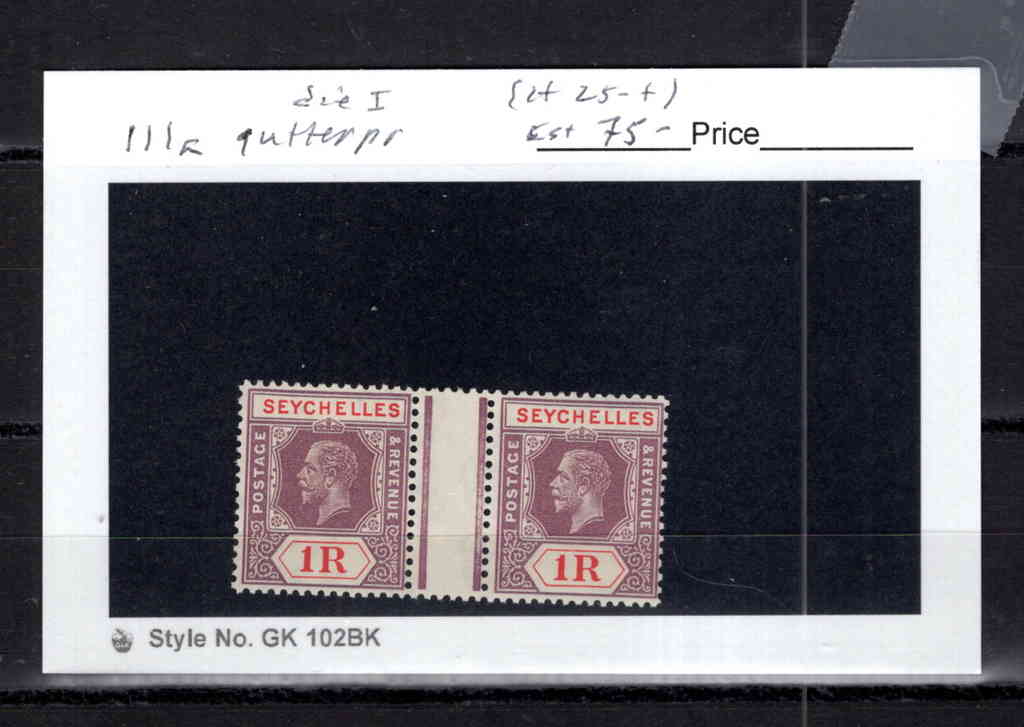 die I (2+ 25-+)
111a gutterpr Est 75- Price
SEYCHELLES
POSTAGE & REVENUE
1R
SEYCHELLES
POSTAGE & REVENUE
1R
Style No. GK 102BK